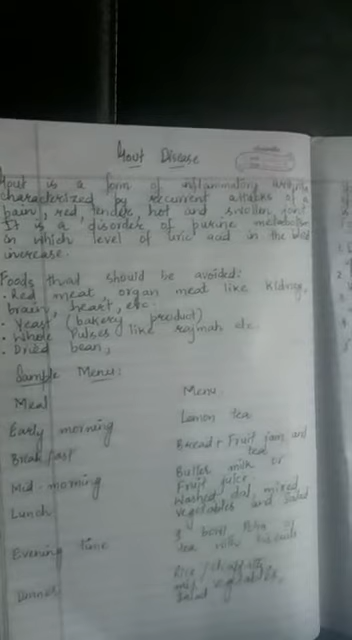 Gout Disease
Gout is a form of inflammatory
characterized by recurrent attacks of a
pain, red, tender, hot and swollen joint
It is a disorder of purine
in which level of uric acid in the blood
increase.
Foods that should be avoided:
• Red meat organ meat like
brain, heart, etc.
• Yeast (bakery product)
• Whole Pulses like rajmah etc.
• Dried bean,
Sample Menu:
Meal Menu
Early morning Lemon tea
Breakfast Bread + Fruit jam and
tea
Mid-morning Butter milk or
Fruit juice
Lunch Washed dal, mixed
vegetables and salad
Evening time
tea with biscuits
Dinner Rice /
mix vegetables,
salad